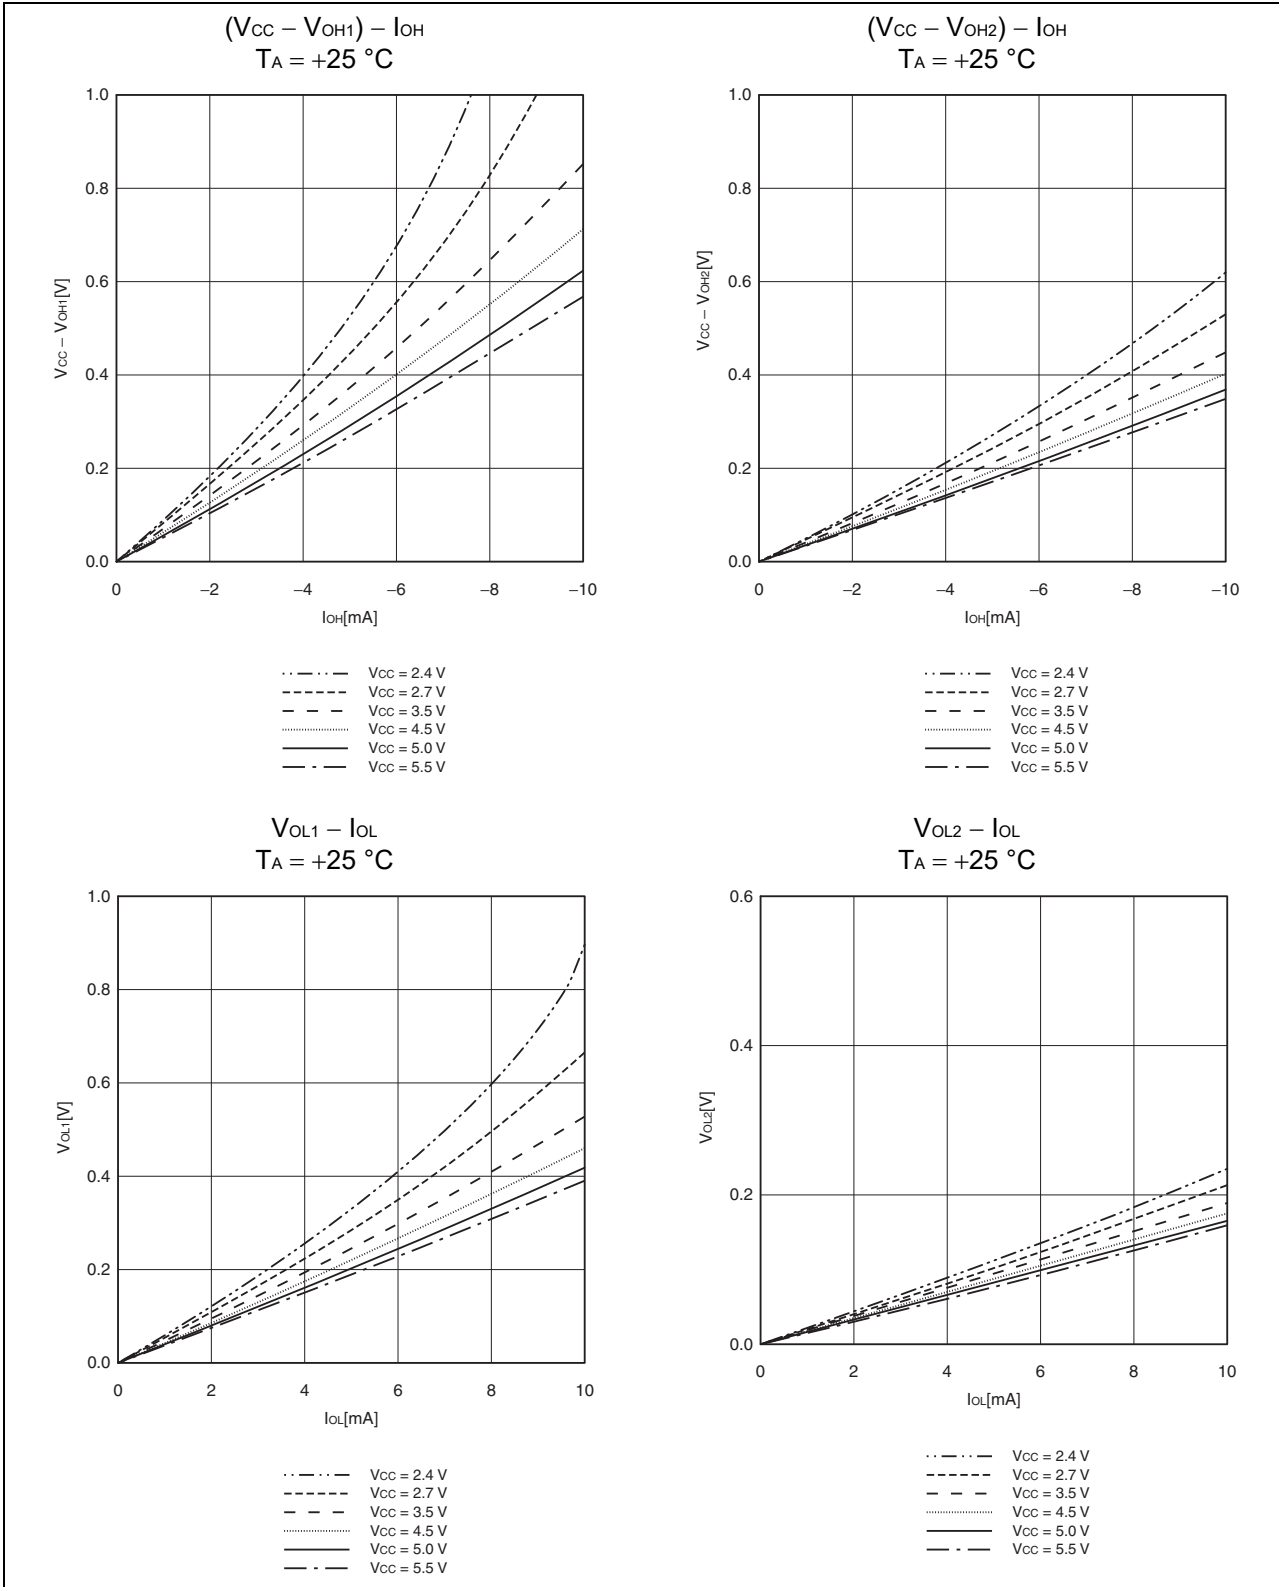 (VCC − VOH1) − IOH
TA = +25 °C
1.0
0.8
0.6
0.4
0.2
0.0
VCC − VOH1[V]
0 −2 −4 −6 −8 −10
IOH[mA]
VCC = 2.4 V
VCC = 2.7 V
VCC = 3.5 V
VCC = 4.5 V
VCC = 5.0 V
VCC = 5.5 V
(VCC − VOH2) − IOH
TA = +25 °C
1.0
0.8
0.6
0.4
0.2
0.0
VCC − VOH2[V]
0 −2 −4 −6 −8 −10
IOH[mA]
VCC = 2.4 V
VCC = 2.7 V
VCC = 3.5 V
VCC = 4.5 V
VCC = 5.0 V
VCC = 5.5 V
VOL1 − IOL
TA = +25 °C
1.0
0.8
0.6
0.4
0.2
0.0
VOL1[V]
0 2 4 6 8 10
IOL[mA]
VCC = 2.4 V
VCC = 2.7 V
VCC = 3.5 V
VCC = 4.5 V
VCC = 5.0 V
VCC = 5.5 V
VOL2 − IOL
TA = +25 °C
0.6
0.4
0.2
0.0
VOL2[V]
0 2 4 6 8 10
IOL[mA]
VCC = 2.4 V
VCC = 2.7 V
VCC = 3.5 V
VCC = 4.5 V
VCC = 5.0 V
VCC = 5.5 V